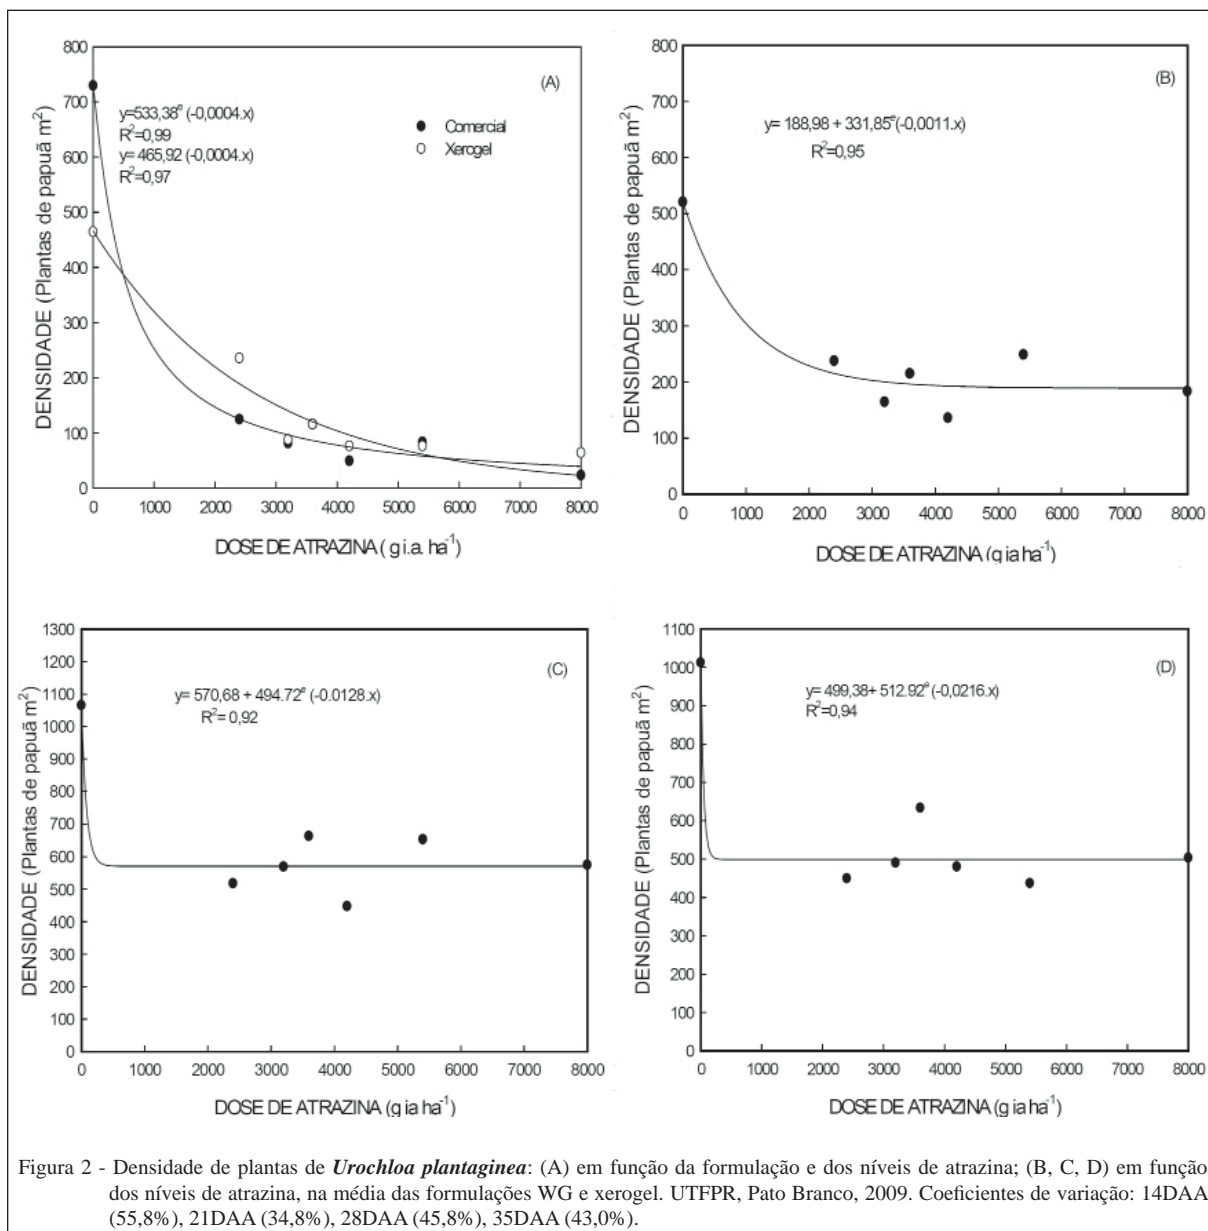 800
700
600
500
400
300
200
100
0
DENSIDADE (Plantas de papuã m²)
(A)
y=533,38ᵉ (-0,0004.x)
R²=0,99
y= 465,92 (-0,0004.x)
R²=0,97
Comercial
Xerogel
0 1000 2000 3000 4000 5000 6000 7000 8000
DOSE DE ATRAZINA ( g i.a. ha⁻¹)
800
700
600
500
400
300
200
100
0
DENSIDADE (Plantas de papuã m²)
(B)
y= 188,98 + 331,85ᵉ(-0,0011.x)
R²=0,95
0 1000 2000 3000 4000 5000 6000 7000 8000
DOSE DE ATRAZINA (g ia ha⁻¹)
1300
1200
1100
1000
900
800
700
600
500
400
300
200
100
0
DENSIDADE (Plantas de papuã m²)
(C)
y= 570,68 + 494.72ᵉ (-0.0128.x)
R²= 0,92
0 1000 2000 3000 4000 5000 6000 7000 8000
DOSE DE ATRAZINA (g ia ha⁻¹)
1100
1000
900
800
700
600
500
400
300
200
100
0
DENSIDADE (Plantas de papuã m²)
(D)
y= 499,38+ 512.92ᵉ (-0,0216.x)
R²=0,94
0 1000 2000 3000 4000 5000 6000 7000 8000
DOSE DE ATRAZINA (g ia ha⁻¹)
Figura 2 - Densidade de plantas de Urochloa plantaginea: (A) em função da formulação e dos níveis de atrazina; (B, C, D) em função
dos níveis de atrazina, na média das formulações WG e xerogel. UTFPR, Pato Branco, 2009. Coeficientes de variação: 14DAA
(55,8%), 21DAA (34,8%), 28DAA (45,8%), 35DAA (43,0%).